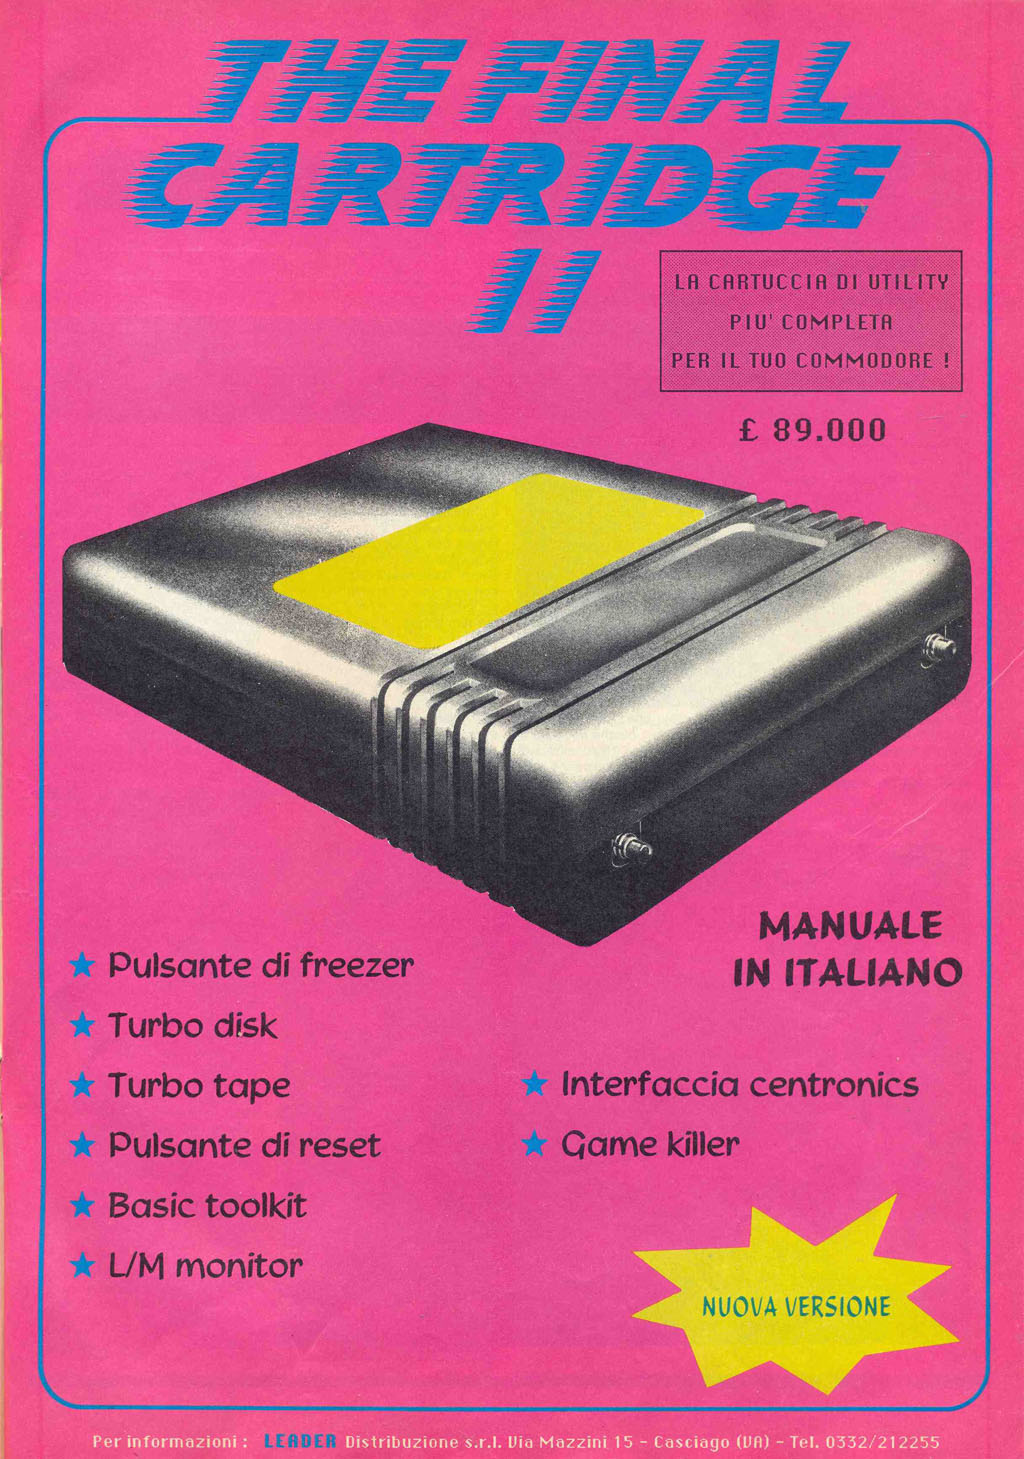 THE FINAL
CARTRIDGE
II
LA CARTUCCIA DI UTILITY
PIU' COMPLETA
PER IL TUO COMMODORE !
£ 89.000
MANUALE
IN ITALIANO
★ Pulsante di freezer
★ Turbo disk
★ Turbo tape
★ Pulsante di reset
★ Basic toolkit
★ L/M monitor
★ Interfaccia centronics
★ Game killer
NUOVA VERSIONE
Per informazioni : LEADER Distribuzione s.r.l. Via Mazzini 15 - Casciago (VA) - Tel. 0332/212255